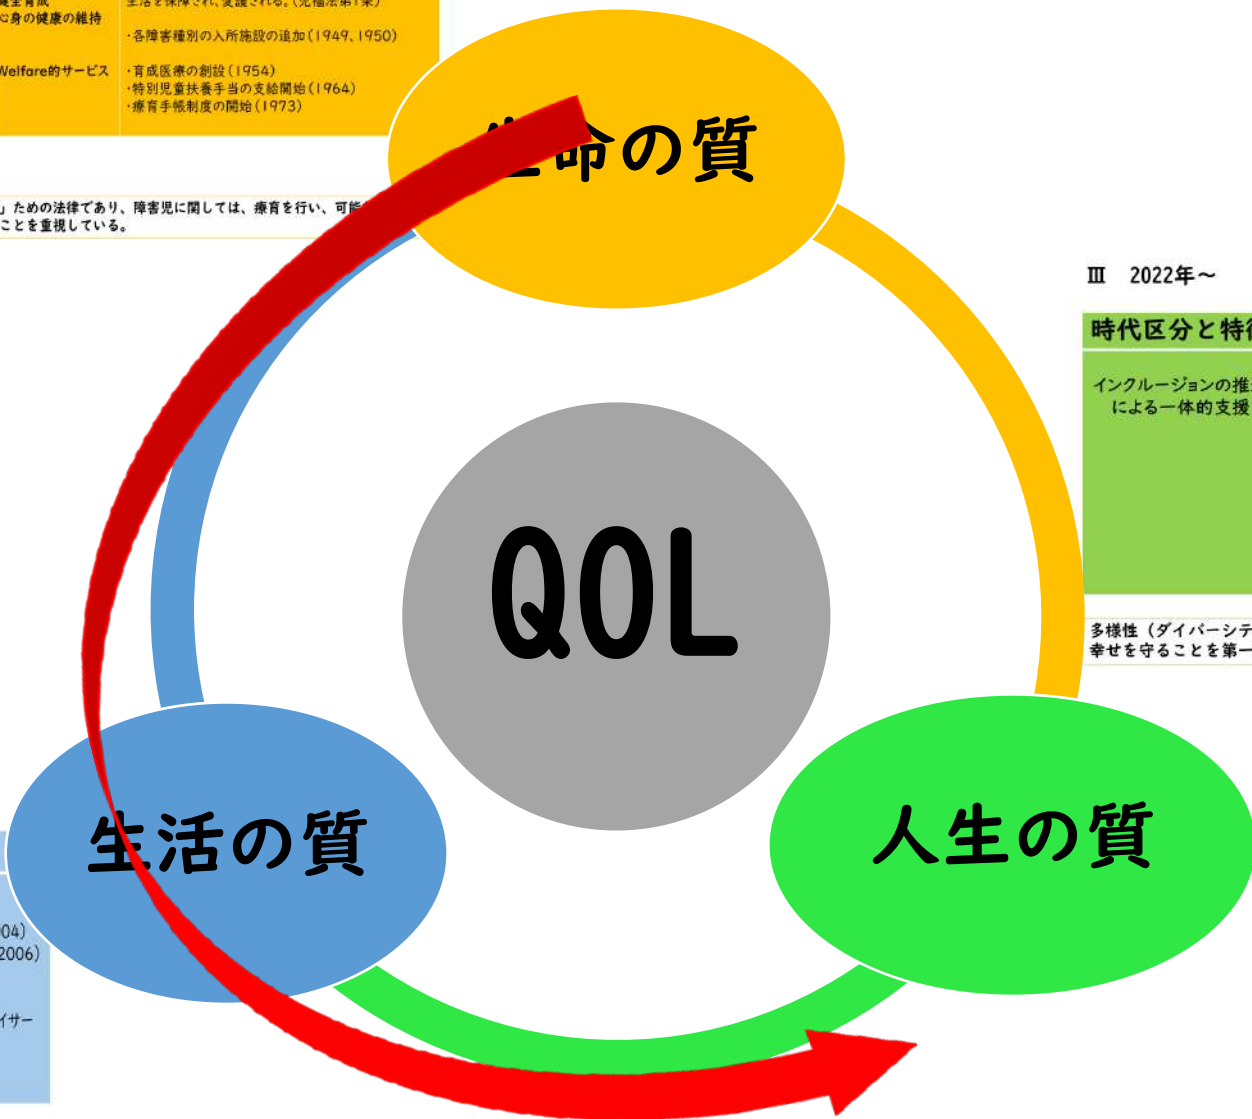 健全育成
心身の健康の維持
Welfare的サービス
生活を保障され、愛護される。(児福法第1条)
・各障害種別の入所施設の追加(1949、1950)
・育成医療の創設(1954)
・特別児童扶養手当の支給開始(1964)
・療育手帳制度の開始(1973)
」ための法律であり、障害児に関しては、療育を行い、可能
ことを重視している。
生命の質
Ⅲ 2022年～
時代区分と特
インクルージョンの推
による一体的支援
多様性（ダイバーシテ
幸せを守ることを第一
QOL
生活の質
人生の質
04)
2006)
イサー